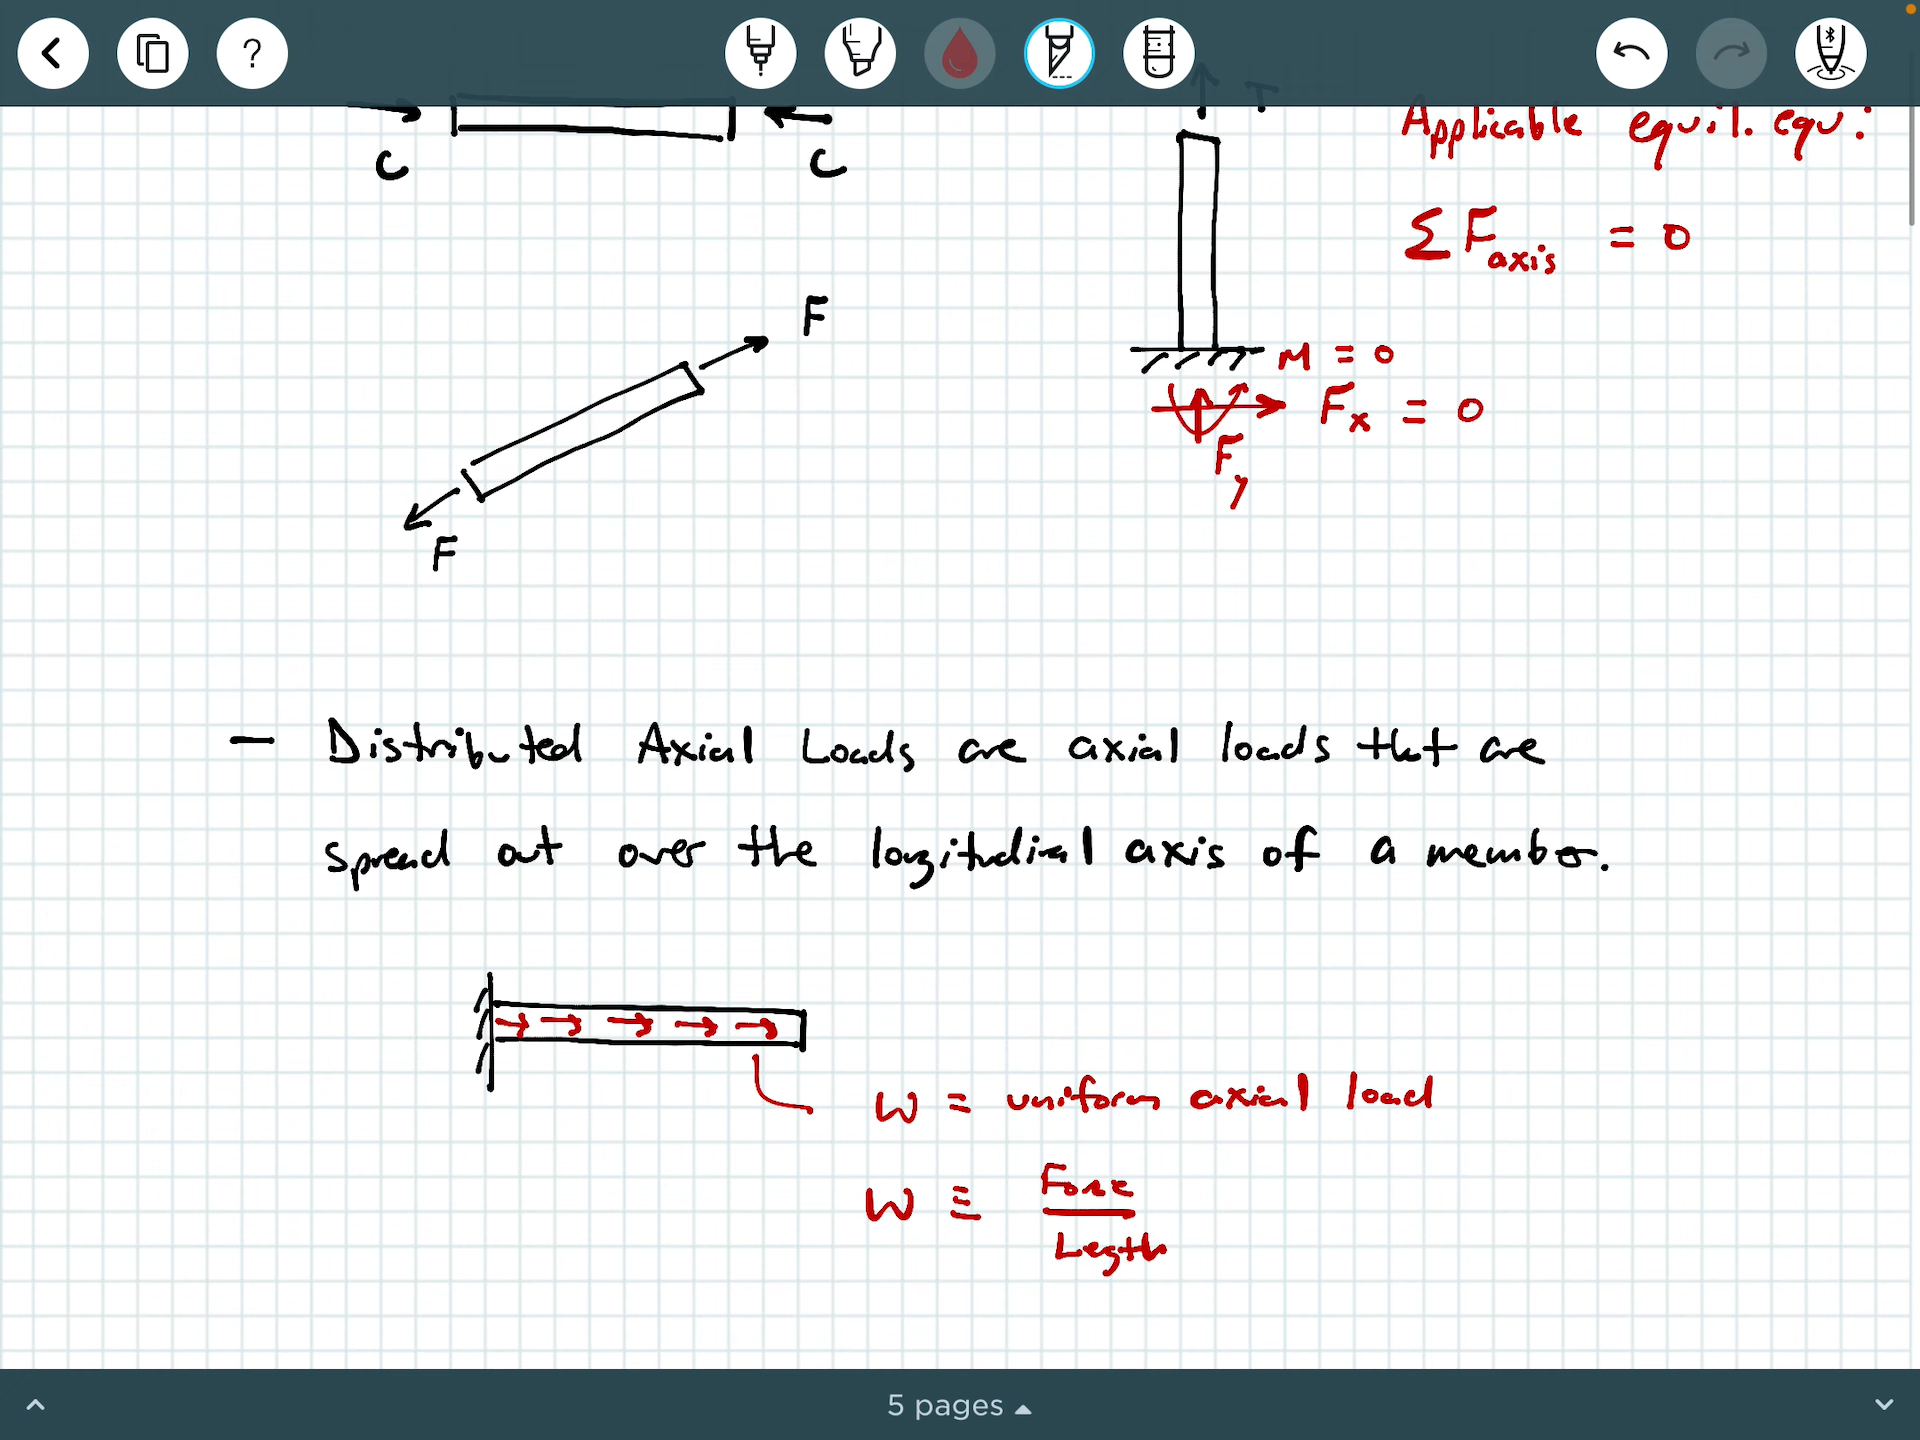 ?
T
Applicable equil. equ:
C
C
Σ F axis = 0
F
M = 0
Fx = 0
Fy
F
— Distributed Axial Loads are axial loads that are
spread out over the longitudinal axis of a member.
W = uniform axial load
W ≡ Force
Length
5 pages